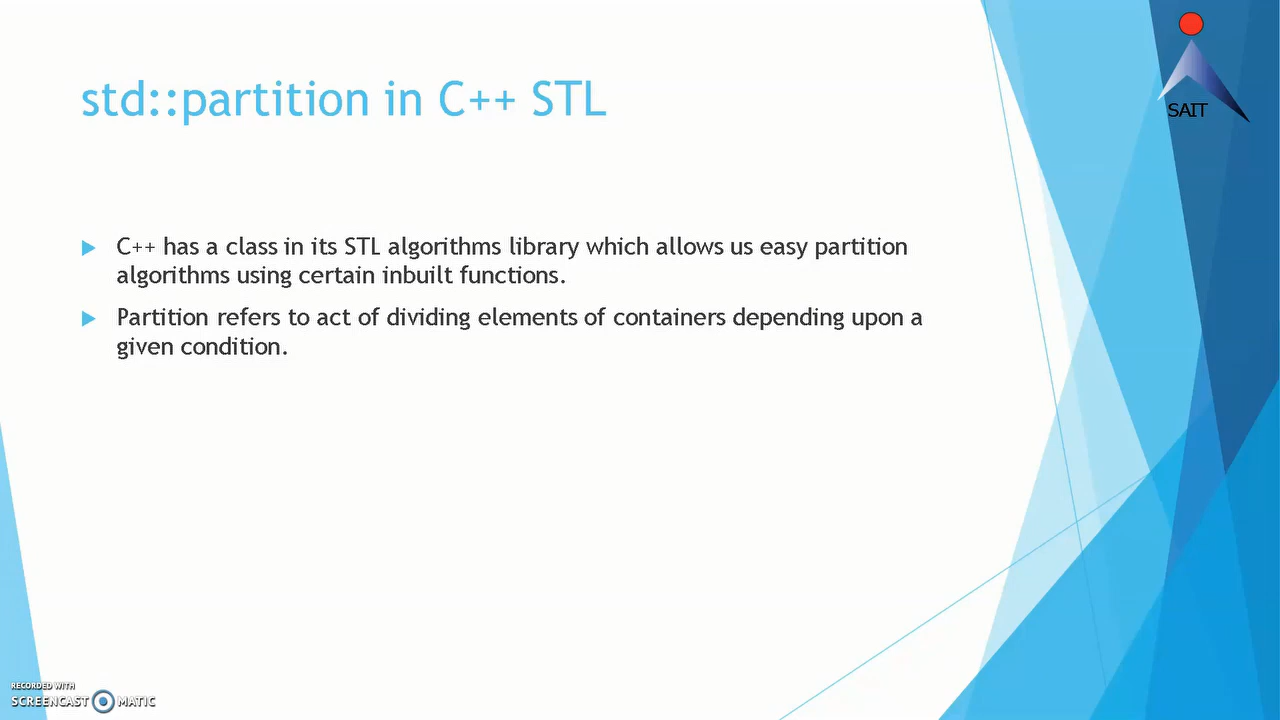 SAIT
std::partition in C++ STL
C++ has a class in its STL algorithms library which allows us easy partition
algorithms using certain inbuilt functions.
Partition refers to act of dividing elements of containers depending upon a
given condition.
RECORDED WITH
SCREENCAST MATIC